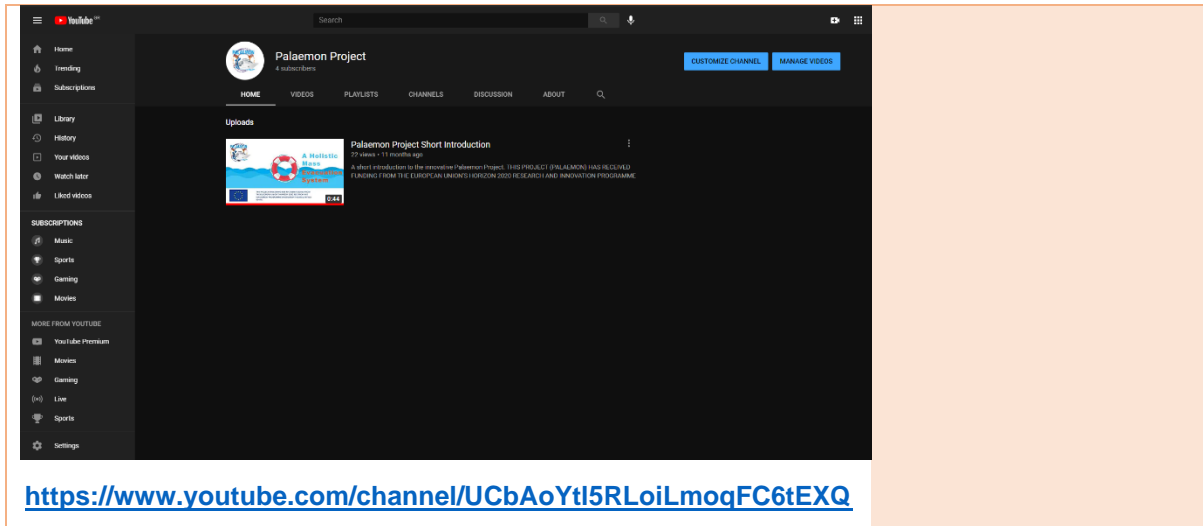 YouTube GR
Search
Home
Trending
Subscriptions
Library
History
Your videos
Watch later
Liked videos
SUBSCRIPTIONS
Music
Sports
Gaming
Movies
MORE FROM YOUTUBE
YouTube Premium
Movies
Gaming
Live
Sports
Settings
Palaemon Project
4 subscribers
CUSTOMIZE CHANNEL
MANAGE VIDEOS
HOME VIDEOS PLAYLISTS CHANNELS DISCUSSION ABOUT
Uploads
A Holistic
Mass
Evacuation
System
0:44
Palaemon Project Short Introduction
22 views • 11 months ago
A short introduction to the innovative Palaemon Project. THIS PROJECT (PALAEMON) HAS RECEIVED
FUNDING FROM THE EUROPEAN UNION'S HORIZON 2020 RESEARCH AND INNOVATION PROGRAMME
https://www.youtube.com/channel/UCbAoYtI5RLoiLmoqFC6tEXQ